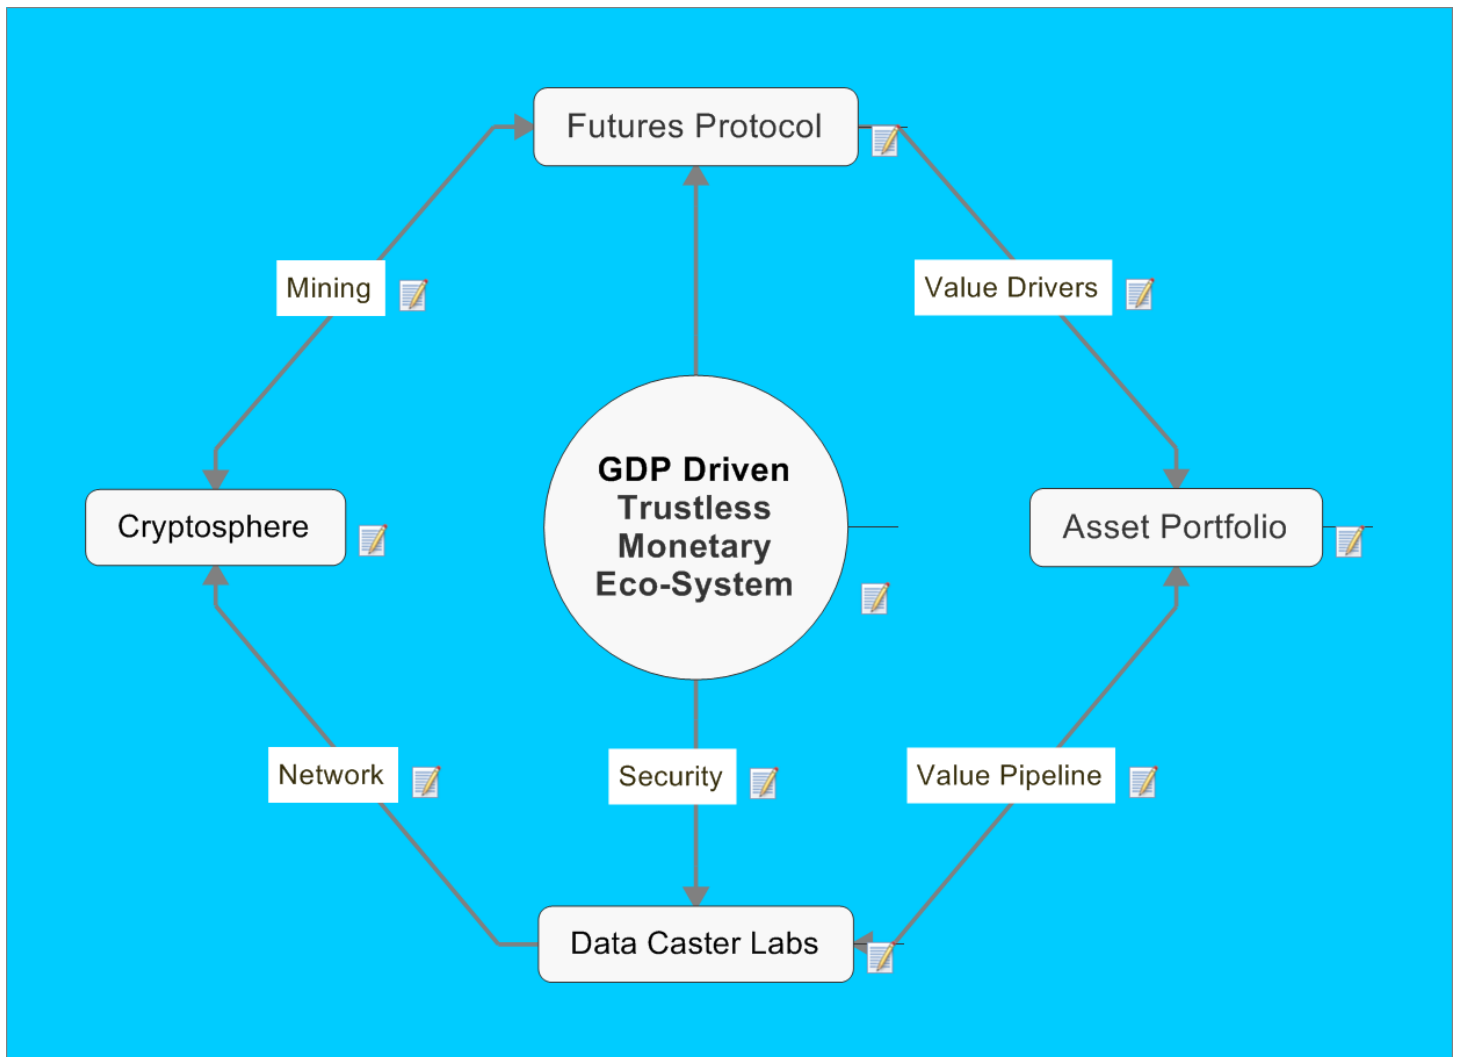 Futures Protocol
Mining
Value Drivers
GDP Driven
Trustless
Monetary
Eco-System
Cryptosphere
Asset Portfolio
Network
Security
Value Pipeline
Data Caster Labs